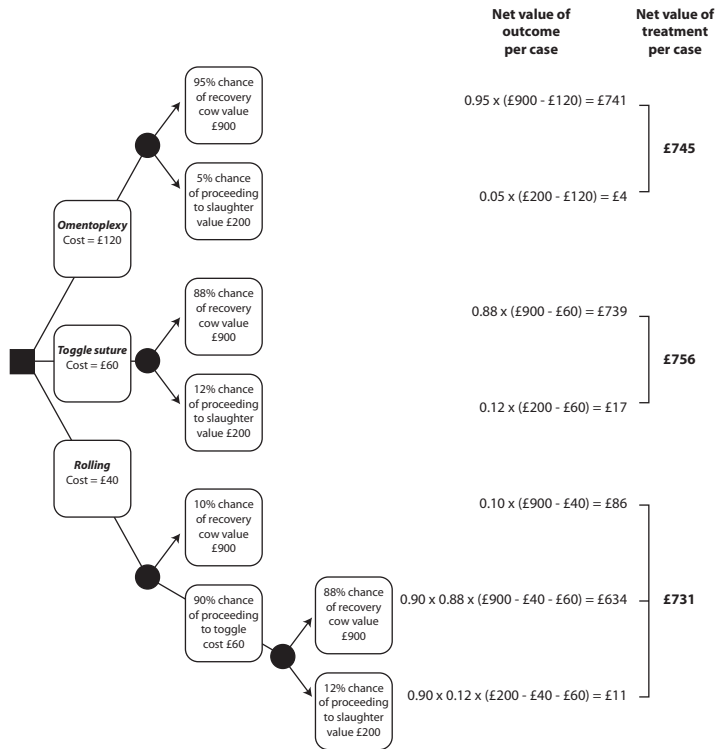 Net value of
outcome
per case
Net value of
treatment
per case
95% chance
of recovery
cow value
£900
0.95 x (£900 - £120) = £741
£745
5% chance
of proceeding
to slaughter
value £200
0.05 x (£200 - £120) = £4
Omentoplexy
Cost = £120
88% chance
of recovery
cow value
£900
0.88 x (£900 - £60) = £739
Toggle suture
Cost = £60
£756
12% chance
of proceeding
to slaughter
value £200
0.12 x (£200 - £60) = £17
Rolling
Cost = £40
10% chance
of recovery
cow value
£900
0.10 x (£900 - £40) = £86
90% chance
of proceeding
to toggle
cost £60
88% chance
of recovery
cow value
£900
0.90 x 0.88 x (£900 - £40 - £60) = £634
£731
12% chance
of proceeding
to slaughter
value £200
0.90 x 0.12 x (£200 - £40 - £60) = £11